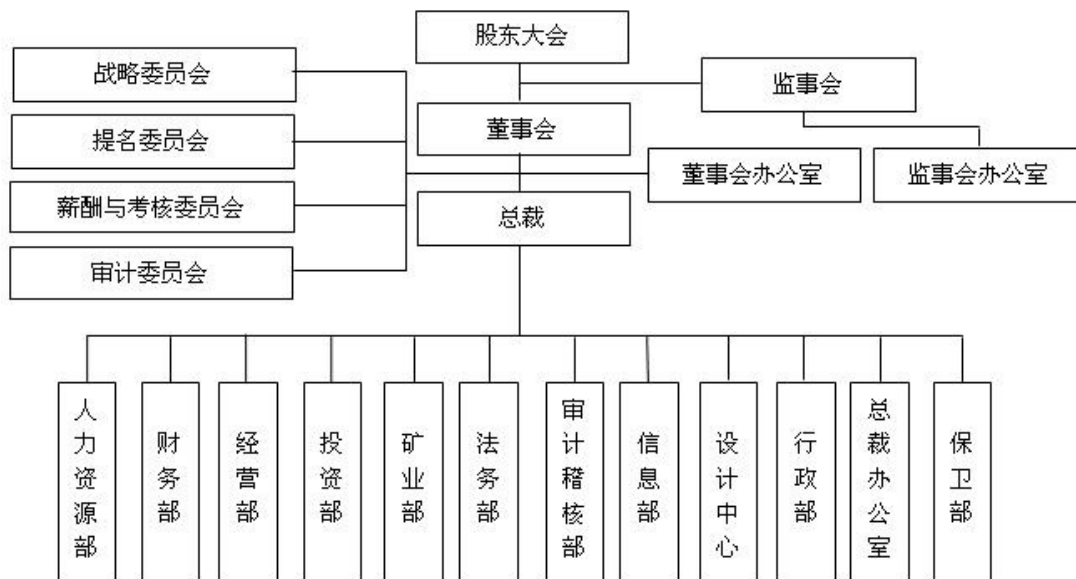 股东大会
战略委员会
监事会
提名委员会
董事会
董事会办公室
监事会办公室
薪酬与考核委员会
总裁
审计委员会
人力资源部
财务部
经营部
投资部
矿业部
法务部
审计稽核部
信息部
设计中心
行政部
总裁办公室
保卫部